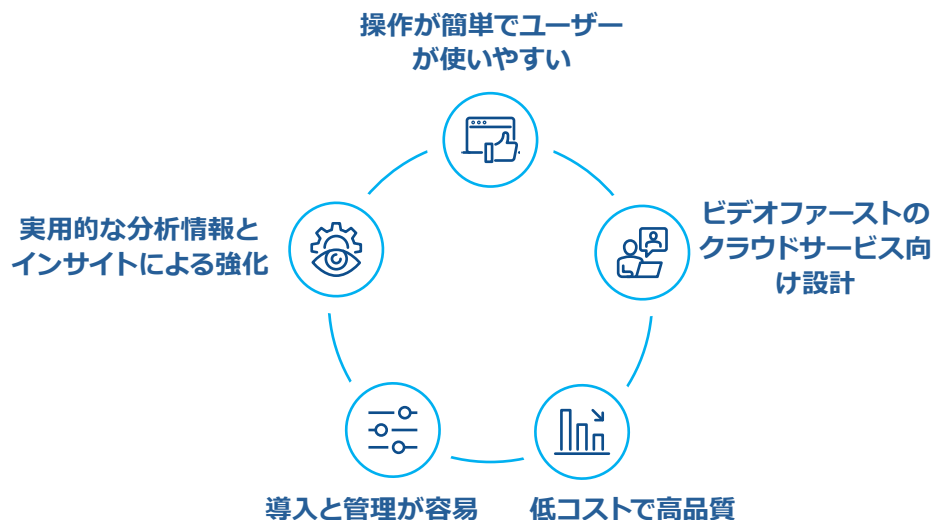 操作が簡単でユーザー
が使いやすい
ビデオファーストの
クラウドサービス向
け設計
低コストで高品質
導入と管理が容易
実用的な分析情報と
インサイトによる強化